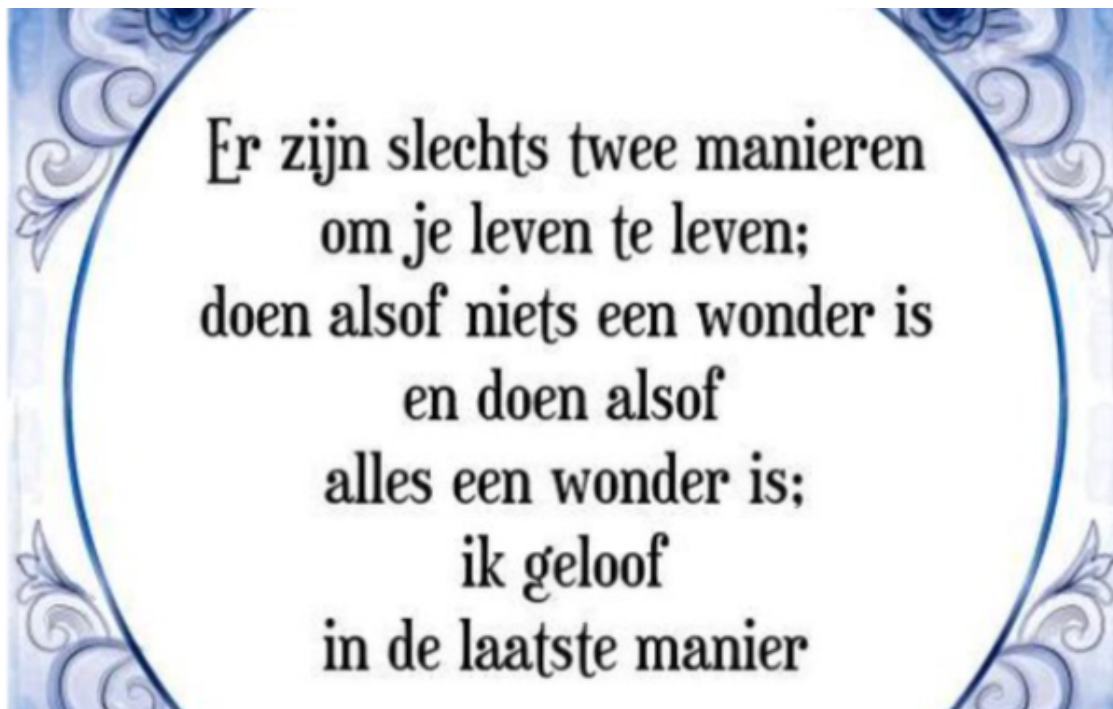 Er zijn slechts twee manieren
om je leven te leven;
doen alsof niets een wonder is
en doen alsof
alles een wonder is;
ik geloof
in de laatste manier